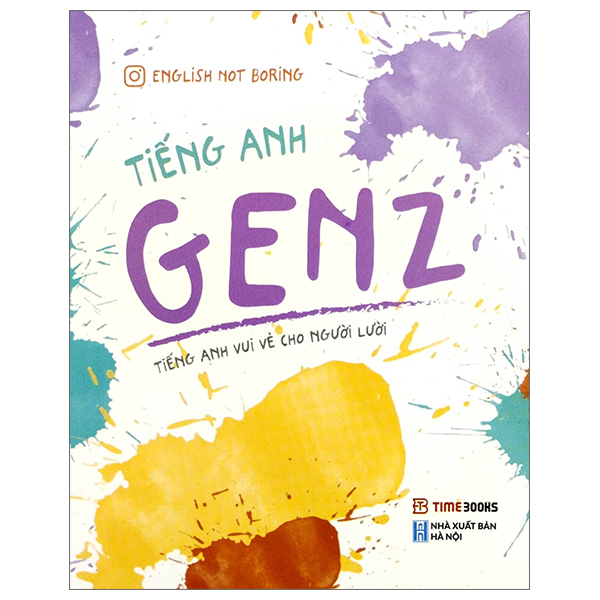 ENGLISH NOT BORING
TIẾNG ANH
GENZ
TIẾNG ANH VUI VẺ CHO NGƯỜI LƯỜI
TIMEBOOKS
NHÀ XUẤT BẢN
HÀ NỘI